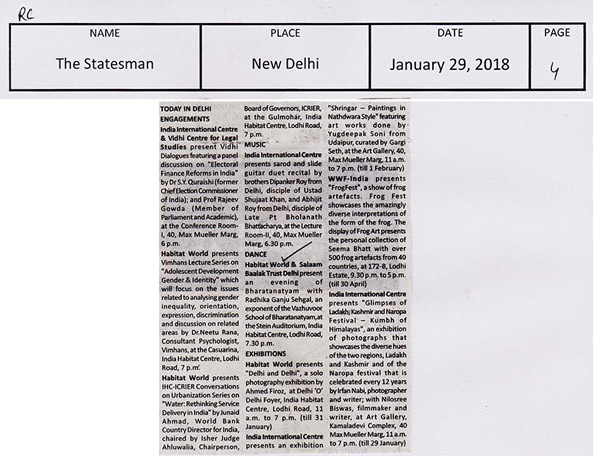 RC
NAME PLACE DATE PAGE
The Statesman New Delhi January 29, 2018 4
TODAY IN DELHI
ENGAGEMENTS
India International Centre
& Vidhi Centre for Legal
Studies present Vidhi
Dialogues featuring a panel
discussion on "Electoral
Finance Reforms in India"
by Dr S.Y. Quraishi (former
Chief Election Commissioner
of India); and Prof Rajeev
Gowda (Member of
Parliament and Academic),
at the Conference Room-
I, 40, Max Mueller Marg,
6 p.m.
Habitat World presents
Vimhans Lecture Series on
"Adolescent Development
Gender & Identity" which
will focus on the issues
related to analysing gender
inequality, orientation,
expression, discrimination
and discussion on related
areas by Dr.Neetu Rana,
Consultant Psychologist,
Vimhans, at the Casuarina,
India Habitat Centre, Lodhi
Road, 7 p.m.
Habitat World presents
IHC-ICRIER Conversations
on Urbanization Series on
"Water: Rethinking Service
Delivery in India" by Junaid
Ahmad, World Bank
Country Director for India,
chaired by Isher Judge
Ahluwalia, Chairperson,
Board of Governors, ICRIER,
at the Gulmohar, India
Habitat Centre, Lodhi Road,
7 p.m.
MUSIC
India International Centre
presents sarod and slide
guitar duet recital by
brothers Dipanker Roy from
Delhi, disciple of Ustad
Shujaat Khan, and Abhijit
Roy from Delhi, disciple of
Late Pt Bholanath
Bhattacharya, at the Lecture
Room-II, 40, Max Mueller
Marg, 6.30 p.m.
DANCE
Habitat World & Salaam
Baalak Trust Delhi present
an evening of
Bharatanatyam with
Radhika Ganju Sehgal, an
exponent of the Vazhuvoor
School of Bharatanatyam, at
the Stein Auditorium, India
Habitat Centre, Lodhi Road,
7.30 p.m.
EXHIBITIONS
Habitat World presents
"Delhi and Delhi", a solo
photography exhibition by
Ahmed Firoz, at Delhi 'O'
Delhi Foyer, India Habitat
Centre, Lodhi Road, 11
a.m. to 7 p.m. (till 31
January)
India International Centre
presents an exhibition
"Shringar – Paintings in
Nathdwara Style" featuring
art works done by
Yugdeepak Soni from
Udaipur, curated by Gargi
Seth, at the Art Gallery, 40,
Max Mueller Marg, 11 a.m.
to 7 p.m. (till 1 February)
WWF-India presents
"FrogFest", a show of frog
artefacts. Frog Fest
showcases the amazingly
diverse interpretations of
the form of the frog. The
display of Frog Art presents
the personal collection of
Seema Bhatt with over
500 frog artefacts from 40
countries, at 172-B, Lodhi
Estate, 9.30 p.m. to 5 p.m.
(till 30 April)
India International Centre
presents "Glimpses of
Ladakh; Kashmir and Naropa
Festival – Kumbh of
Himalayas", an exhibition
of photographs that
showcases the diverse hues
of the two regions, Ladakh
and Kashmir and of the
Naropa festival that is
celebrated every 12 years
by Irfan Nabi, photographer
and writer; with Nilosree
Biswas, filmmaker and
writer, at Art Gallery,
Kamaladevi Complex, 40
Max Mueller Marg, 11 a.m.
to 7 p.m. (till 29 January)